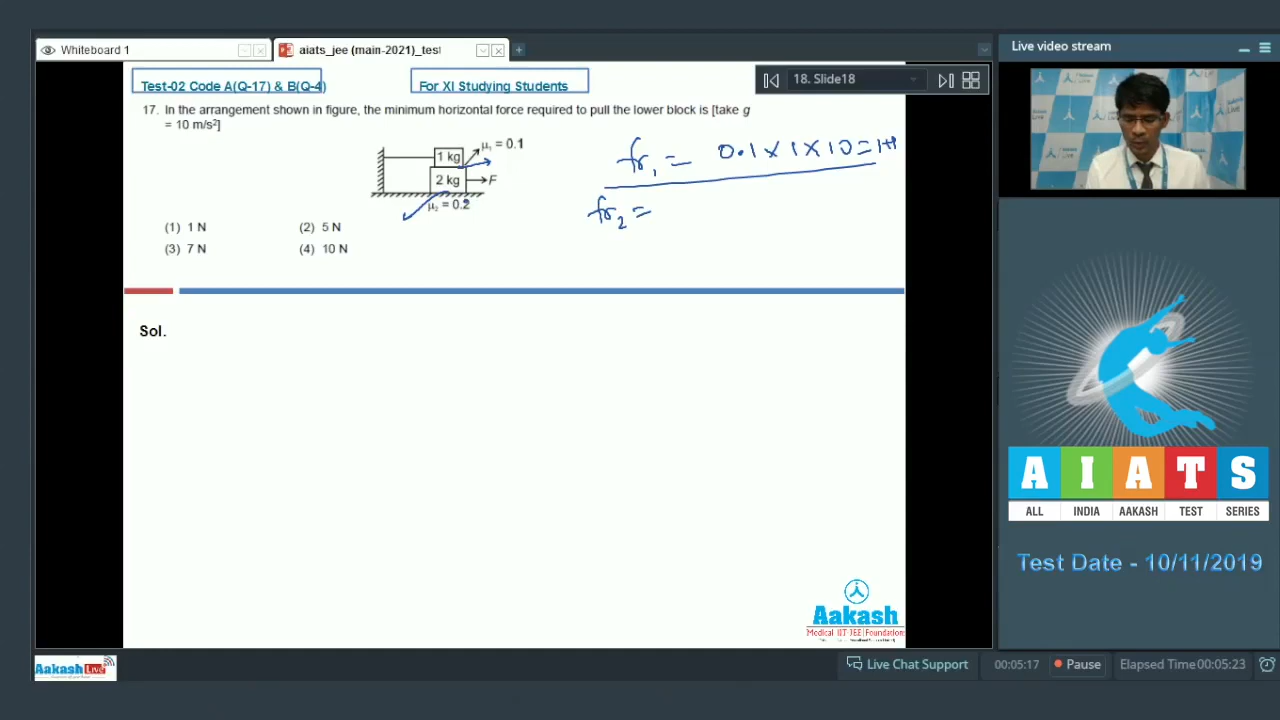 Whiteboard 1
aiats_jee (main-2021)_test
Live video stream
Test-02 Code A(Q-17) & B(Q-4)
For XI Studying Students
18. Slide18
17. In the arrangement shown in figure, the minimum horizontal force required to pull the lower block is [take g
= 10 m/s²]
μ₁ = 0.1
1 kg
2 kg
F
μ₂ = 0.2
(1) 1 N
(2) 5 N
(3) 7 N
(4) 10 N
fr₁ = 0.1 × 1 × 10 = 1
fr₂ =
Sol.
A I A T S
ALL INDIA AAKASH TEST SERIES
Test Date - 10/11/2019
Aakash
Medical IIT-JEE Foundations
Aakash Live
Live Chat Support
00:05:17
Pause
Elapsed Time 00:05:23